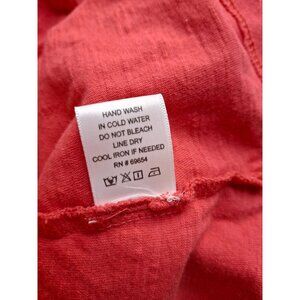 HAND WASH
IN COLD WATER
DO NOT BLEACH
LINE DRY
COOL IRON IF NEEDED
RN # 69654